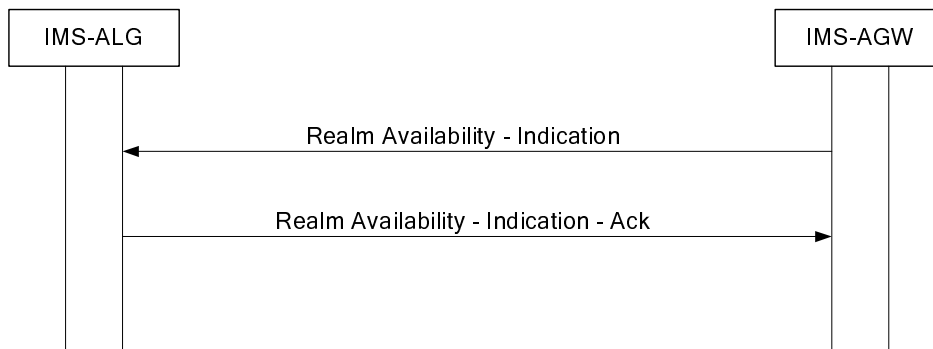 IMS-ALG
IMS-AGW
Realm Availability - Indication
Realm Availability - Indication - Ack